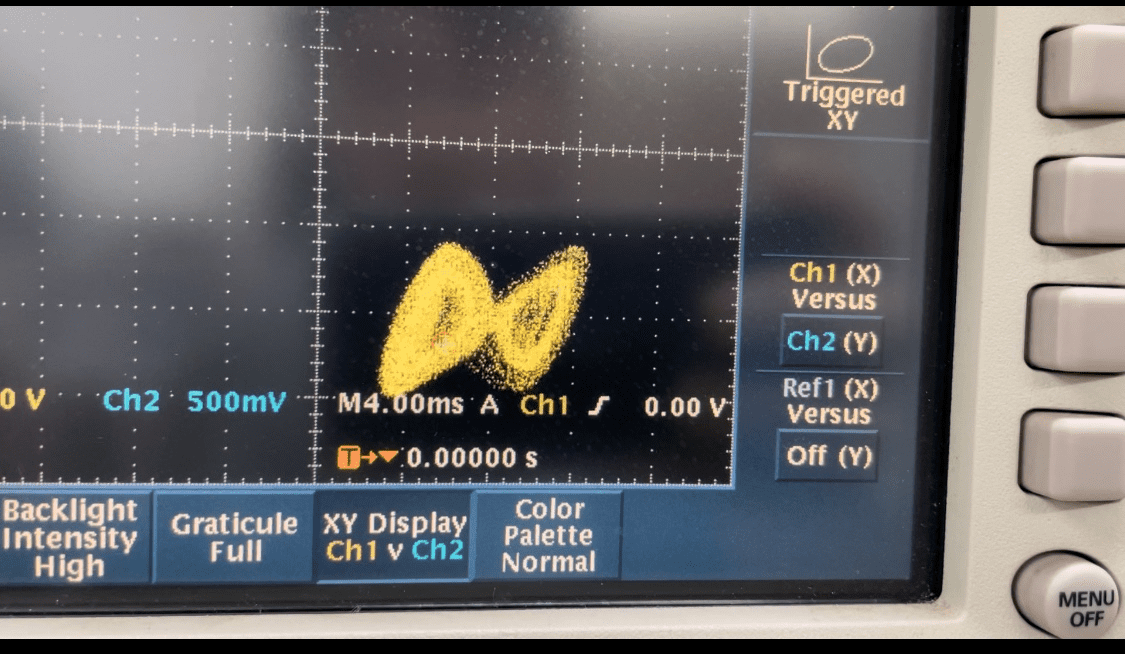 Triggered
XY
Ch1 (X)
Versus
Ch2 (Y)
Ref1 (X)
Versus
Off (Y)
0 V Ch2 500mV M4.00ms A Ch1 0.00 V
T 0.00000 s
Backlight
Intensity
High
Graticule
Full
XY Display
Ch1 v Ch2
Color
Palette
Normal
MENU
OFF